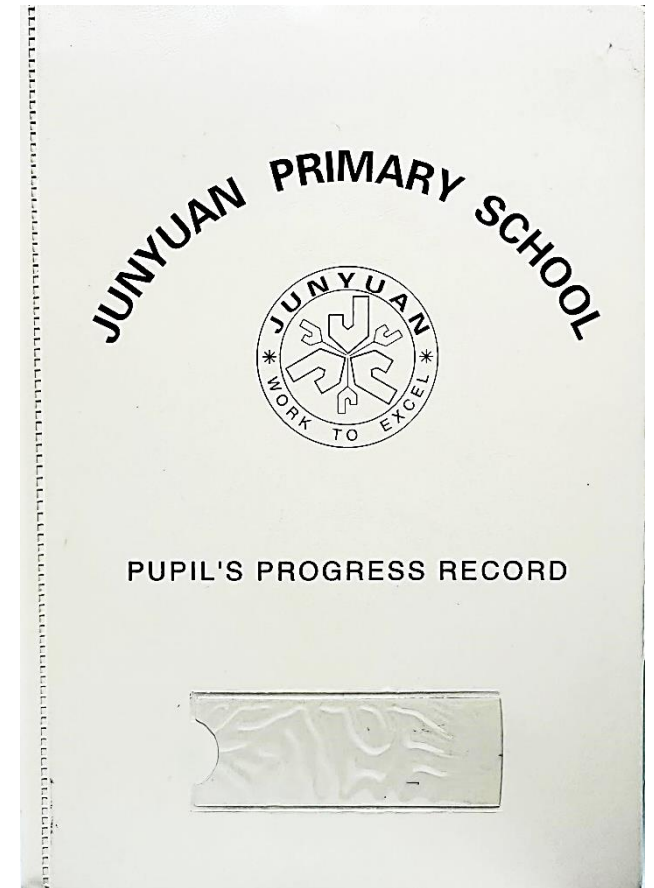 JUNYUAN PRIMARY SCHOOL
JUNYUAN
* WORK TO EXCEL *
PUPIL'S PROGRESS RECORD